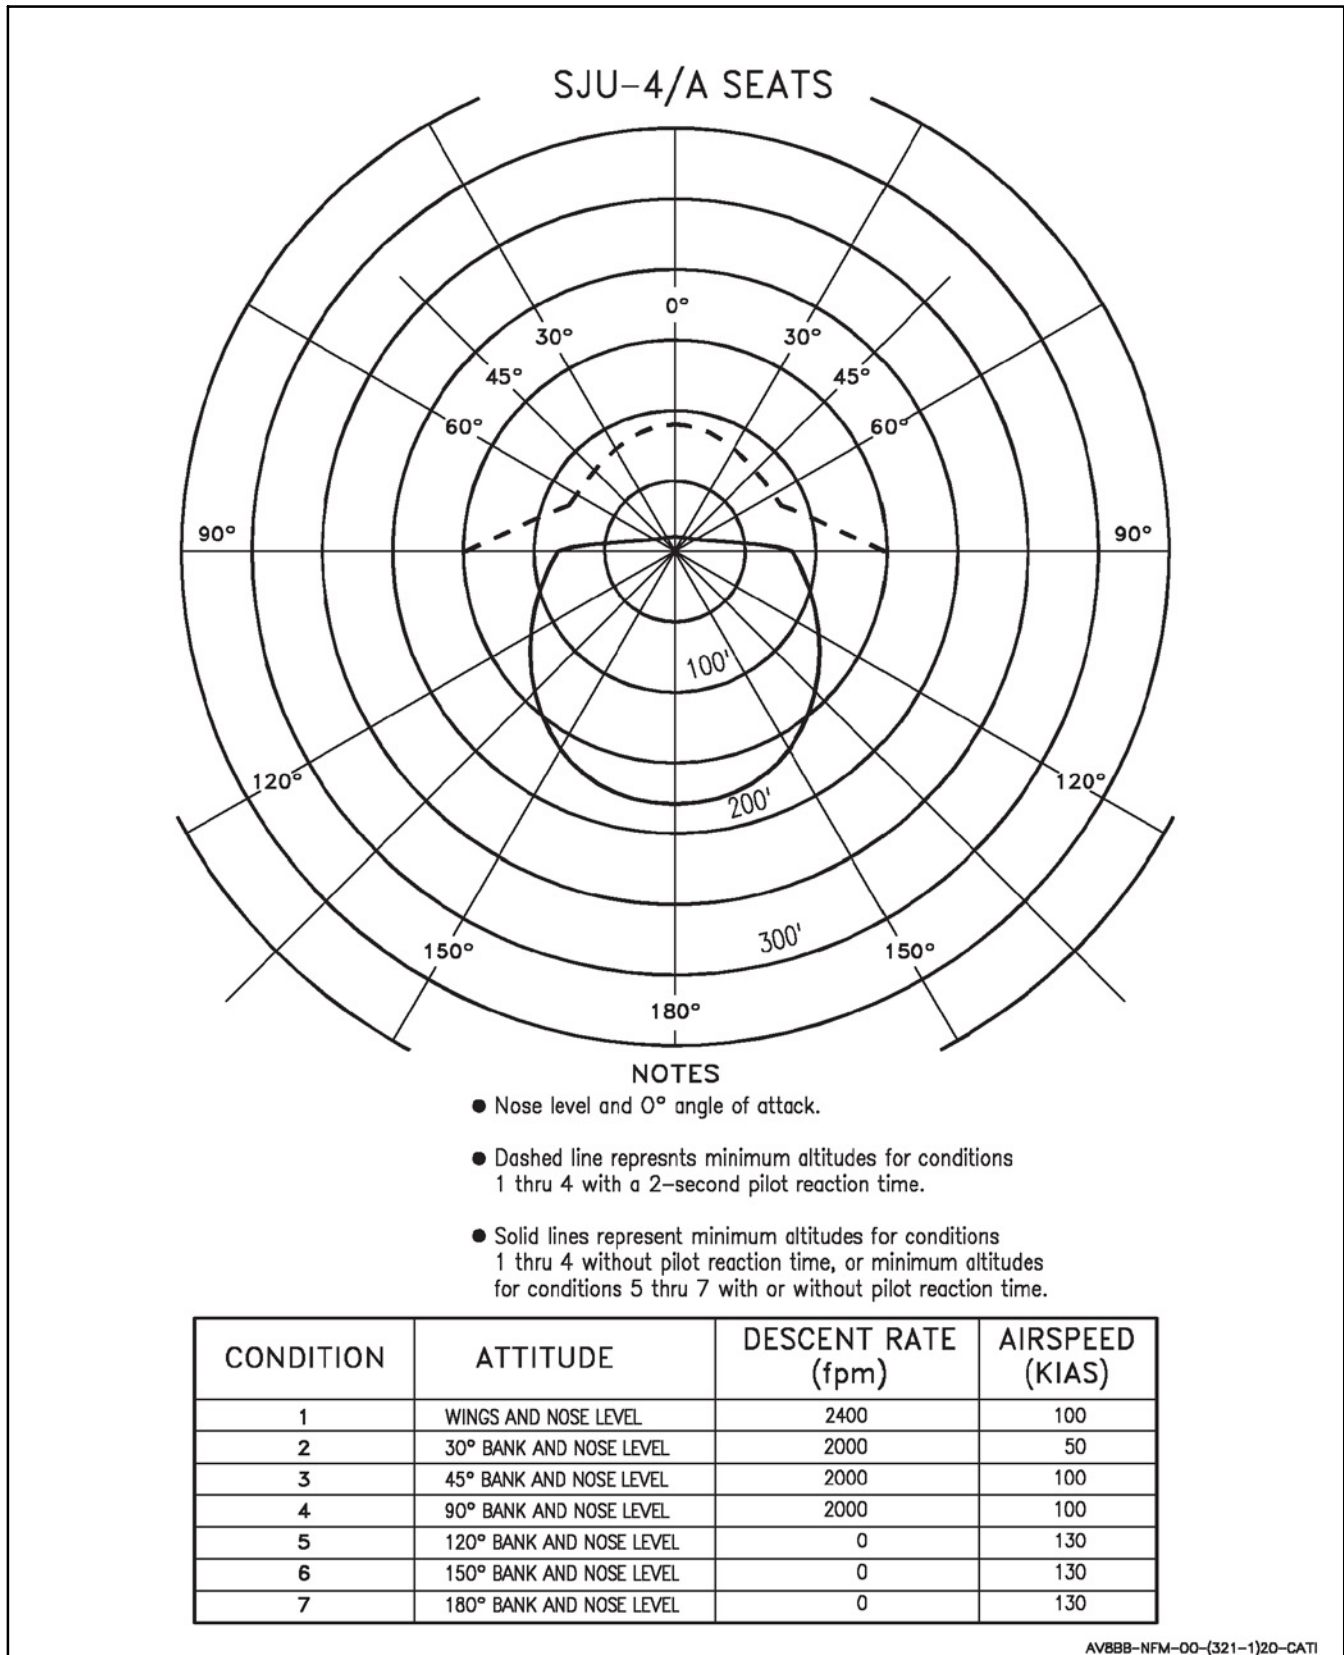 SJU-4/A SEATS
0°
30°
30°
45°
45°
60°
60°
90°
90°
100'
120°
120°
200'
300'
150°
150°
180°
NOTES
● Nose level and 0° angle of attack.
● Dashed line represnts minimum altitudes for conditions
1 thru 4 with a 2-second pilot reaction time.
● Solid lines represent minimum altitudes for conditions
1 thru 4 without pilot reaction time, or minimum altitudes
for conditions 5 thru 7 with or without pilot reaction time.
CONDITION ATTITUDE DESCENT RATE (fpm) AIRSPEED (KIAS)
1 WINGS AND NOSE LEVEL 2400 100
2 30° BANK AND NOSE LEVEL 2000 50
3 45° BANK AND NOSE LEVEL 2000 100
4 90° BANK AND NOSE LEVEL 2000 100
5 120° BANK AND NOSE LEVEL 0 130
6 150° BANK AND NOSE LEVEL 0 130
7 180° BANK AND NOSE LEVEL 0 130
AV8BB-NFM-00-(321-1)20-CATI